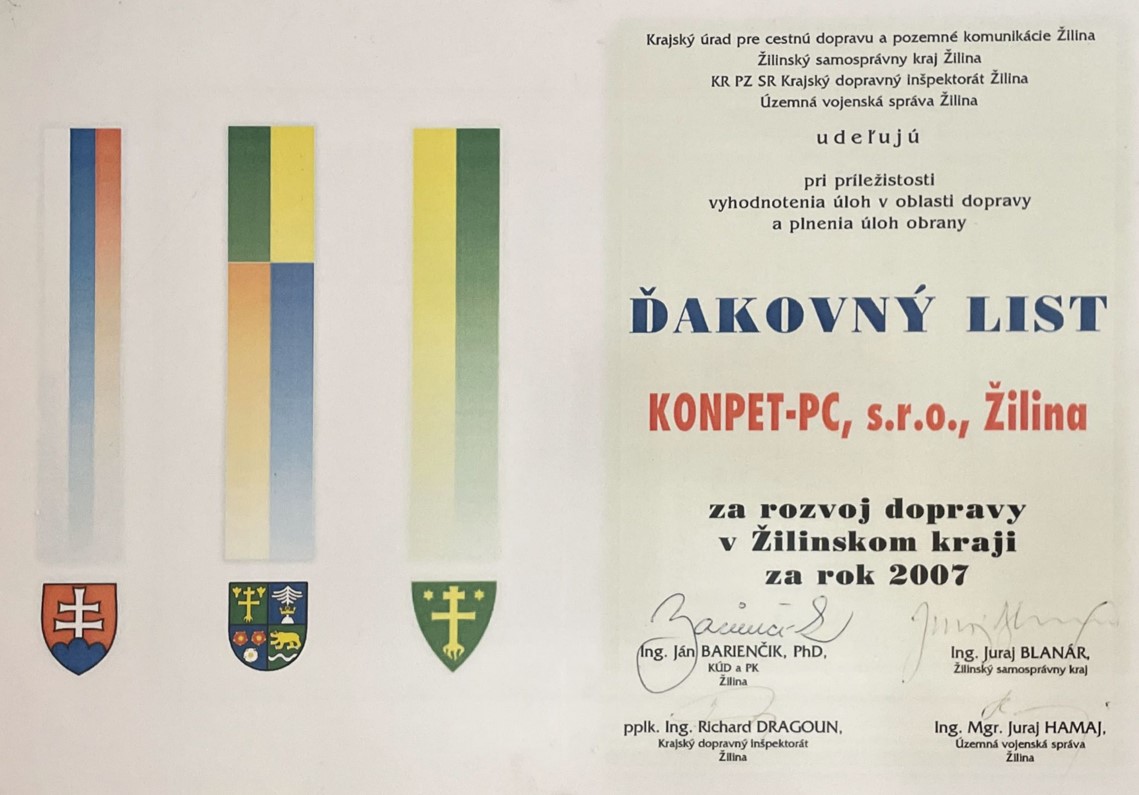 Krajský úrad pre cestnú dopravu a pozemné komunikácie Žilina
Žilinský samosprávny kraj Žilina
KR PZ SR Krajský dopravný inšpektorát Žilina
Územná vojenská správa Žilina
udeľujú
pri príležistosti
vyhodnotenia úloh v oblasti dopravy
a plnenia úloh obrany
ĎAKOVNÝ LIST
KONPET-PC, s.r.o., Žilina
za rozvoj dopravy
v Žilinskom kraji
za rok 2007
Ing. Ján BARIENČIK, PhD,
KÚD a PK
Žilina
Ing. Juraj BLANÁR,
Žilinský samosprávny kraj
pplk. Ing. Richard DRAGOUN,
Krajský dopravný inšpektorát
Žilina
Ing. Mgr. Juraj HAMAJ,
Územná vojenská správa
Žilina